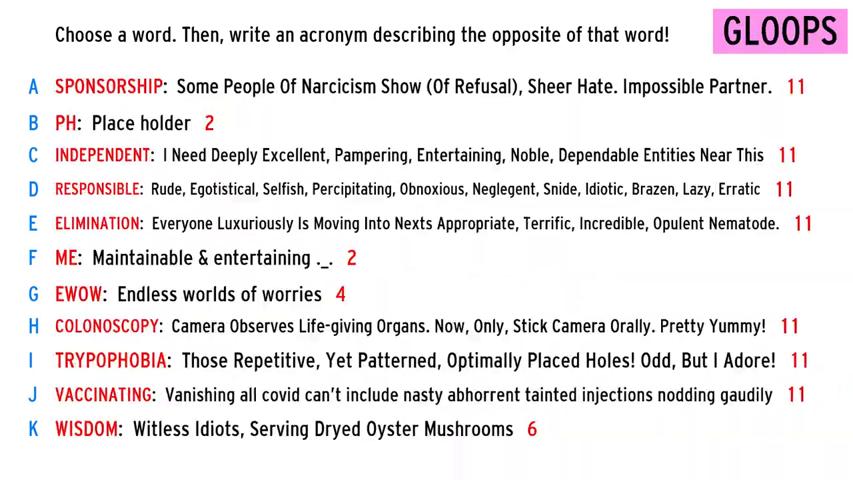 Choose a word. Then, write an acronym describing the opposite of that word!
GLOOPS
A SPONSORSHIP: Some People Of Narcicism Show (Of Refusal), Sheer Hate. Impossible Partner. 11
B PH: Place holder 2
C INDEPENDENT: I Need Deeply Excellent, Pampering, Entertaining, Noble, Dependable Entities Near This 11
D RESPONSIBLE: Rude, Egotistical, Selfish, Percipitating, Obnoxious, Neglegent, Snide, Idiotic, Brazen, Lazy, Erratic 11
E ELIMINATION: Everyone Luxuriously Is Moving Into Nexts Appropriate, Terrific, Incredible, Opulent Nematode. 11
F ME: Maintainable & entertaining ._. 2
G EWOW: Endless worlds of worries 4
H COLONOSCOPY: Camera Observes Life-giving Organs. Now, Only, Stick Camera Orally. Pretty Yummy! 11
I TRYPOPHOBIA: Those Repetitive, Yet Patterned, Optimally Placed Holes! Odd, But I Adore! 11
J VACCINATING: Vanishing all covid can't include nasty abhorrent tainted injections nodding gaudily 11
K WISDOM: Witless Idiots, Serving Dryed Oyster Mushrooms 6